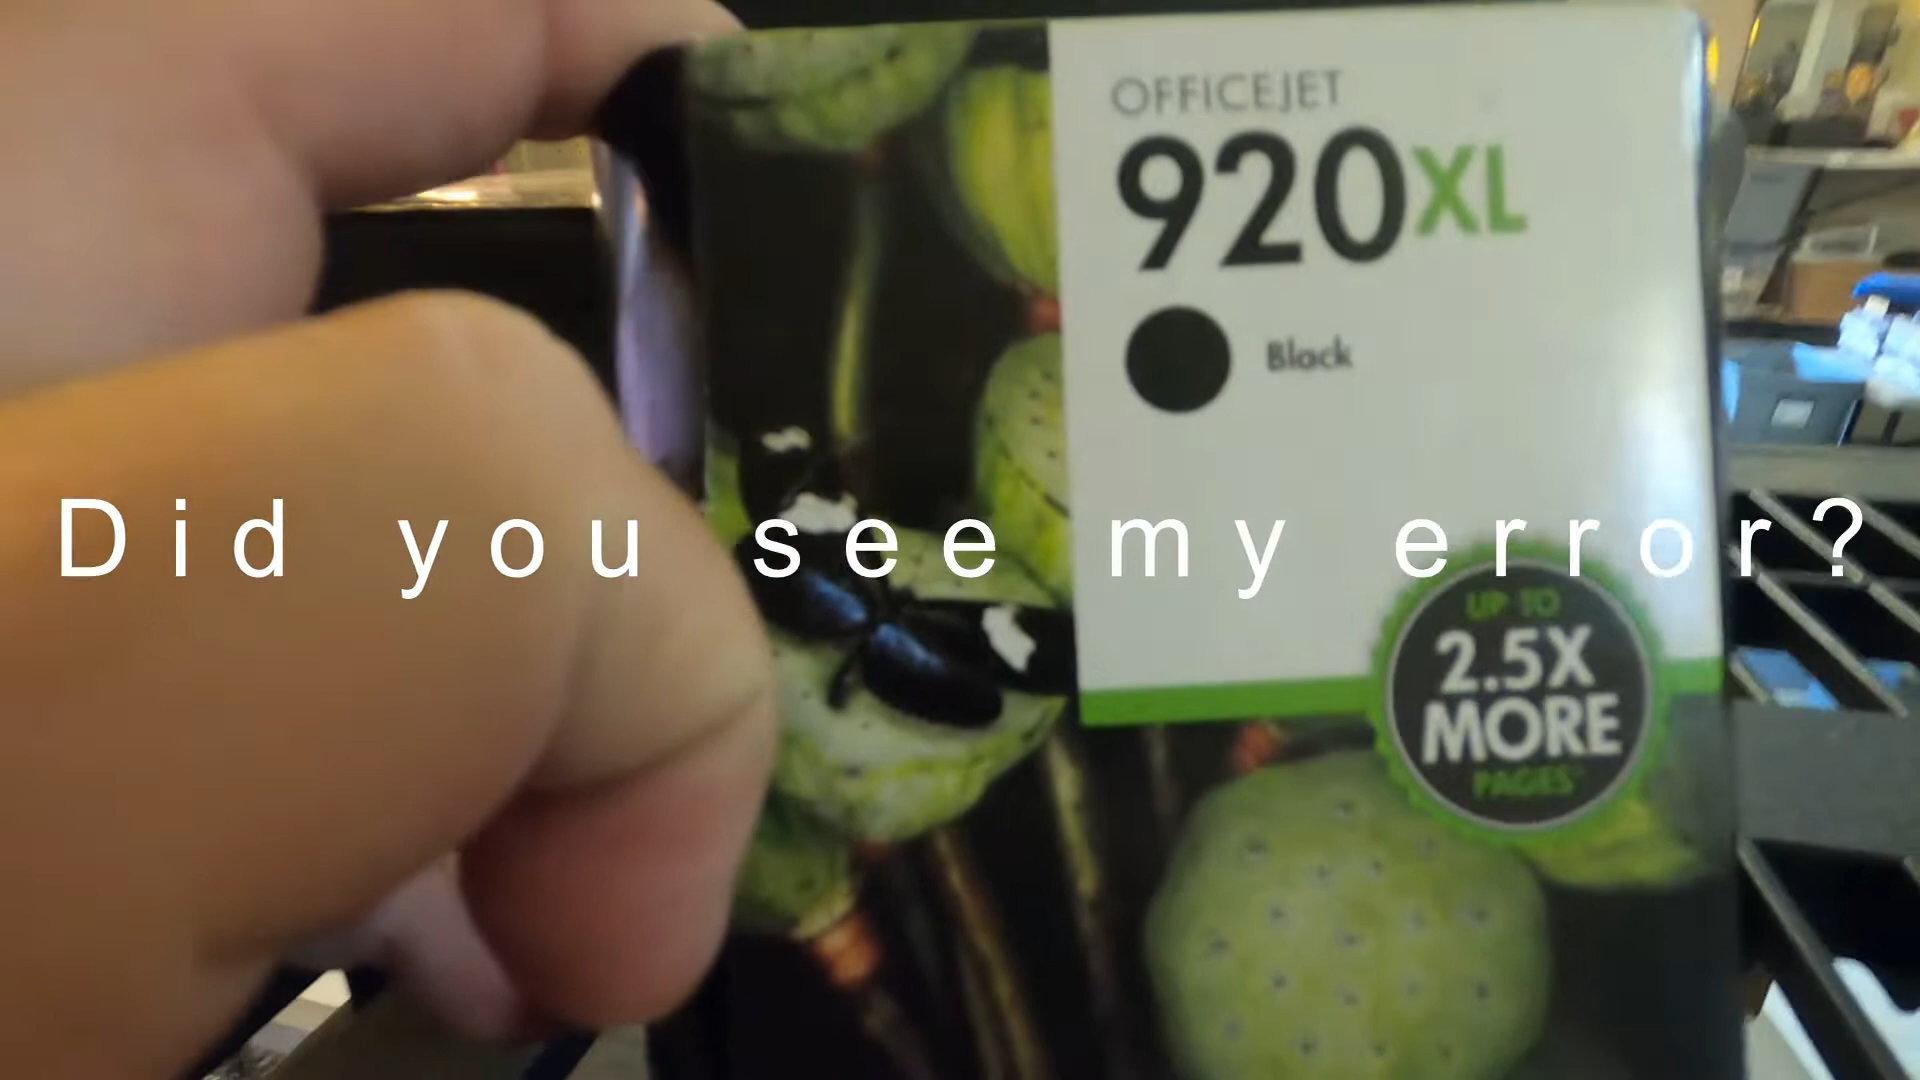 OFFICEJET
920XL
Black
Did you see my error?
UP TO
2.5X
MORE
PAGES*